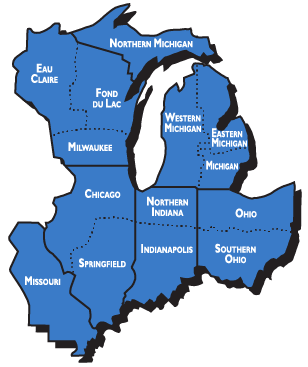 Northern Michigan
Eau
Claire
Fond
du Lac
Milwaukee
Western
Michigan
Eastern
Michigan
Michigan
Chicago
Northern
Indiana
Ohio
Indianapolis
Southern
Ohio
Springfield
Missouri